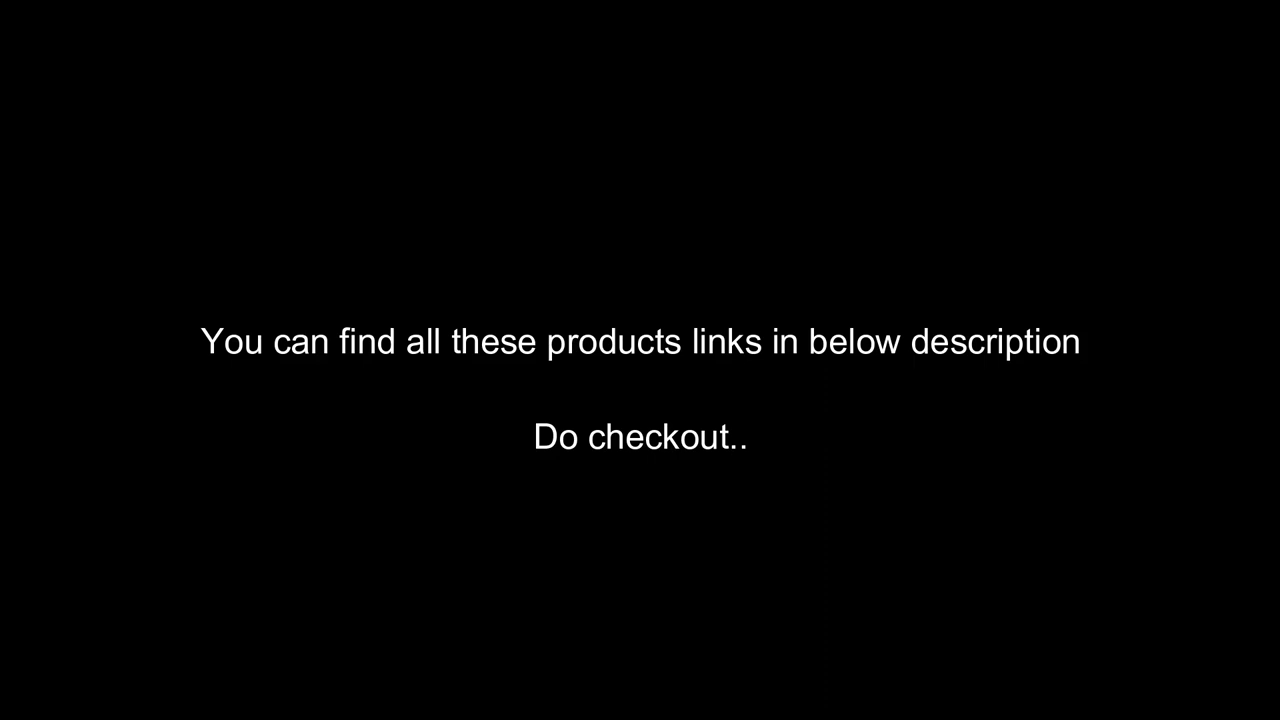 You can find all these products links in below description
Do checkout..